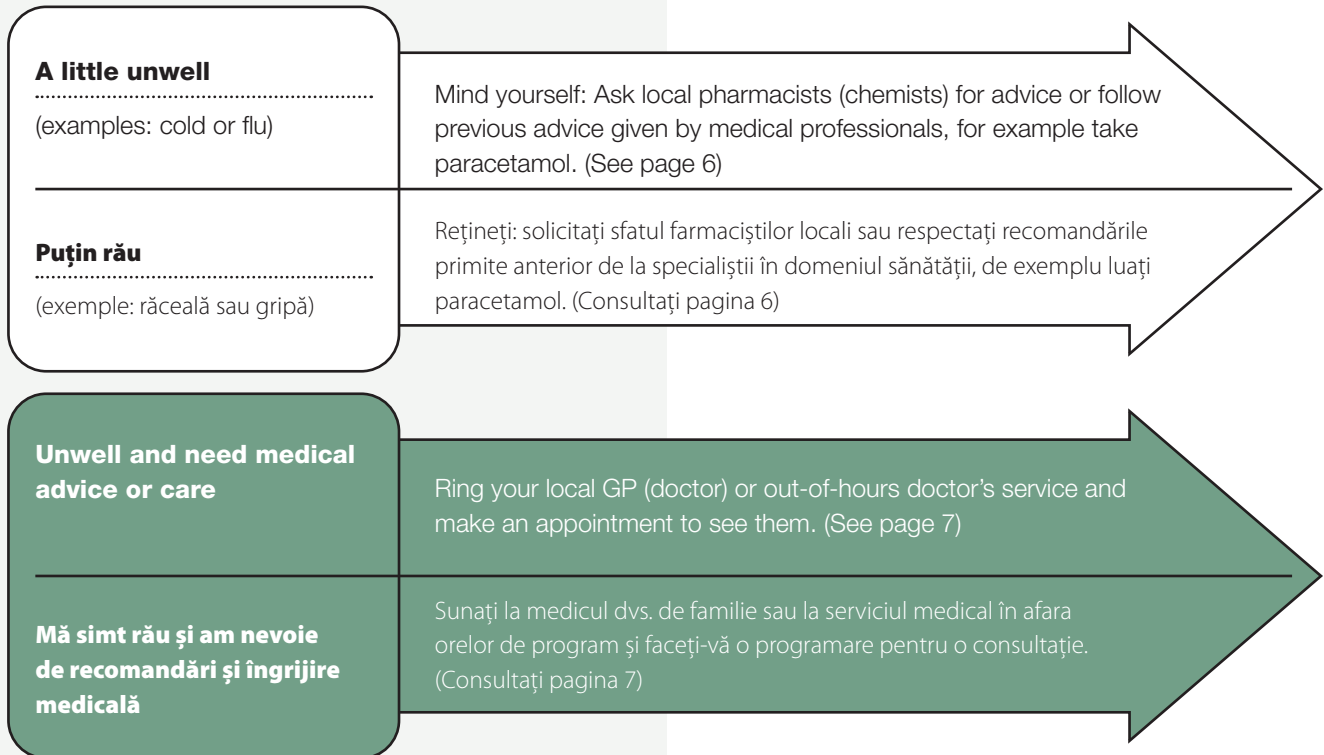 A little unwell
(examples: cold or flu)
Mind yourself: Ask local pharmacists (chemists) for advice or follow
previous advice given by medical professionals, for example take
paracetamol. (See page 6)
Puțin rău
(exemple: răceală sau gripă)
Rețineți: solicitați sfatul farmaciștilor locali sau respectați recomandările
primite anterior de la specialiștii în domeniul sănătății, de exemplu luați
paracetamol. (Consultați pagina 6)
Unwell and need medical
advice or care
Ring your local GP (doctor) or out-of-hours doctor’s service and
make an appointment to see them. (See page 7)
Mă simt rău și am nevoie
de recomandări și îngrijire
medicală
Sunați la medicul dvs. de familie sau la serviciul medical în afara
orelor de program și faceți-vă o programare pentru o consultație.
(Consultați pagina 7)